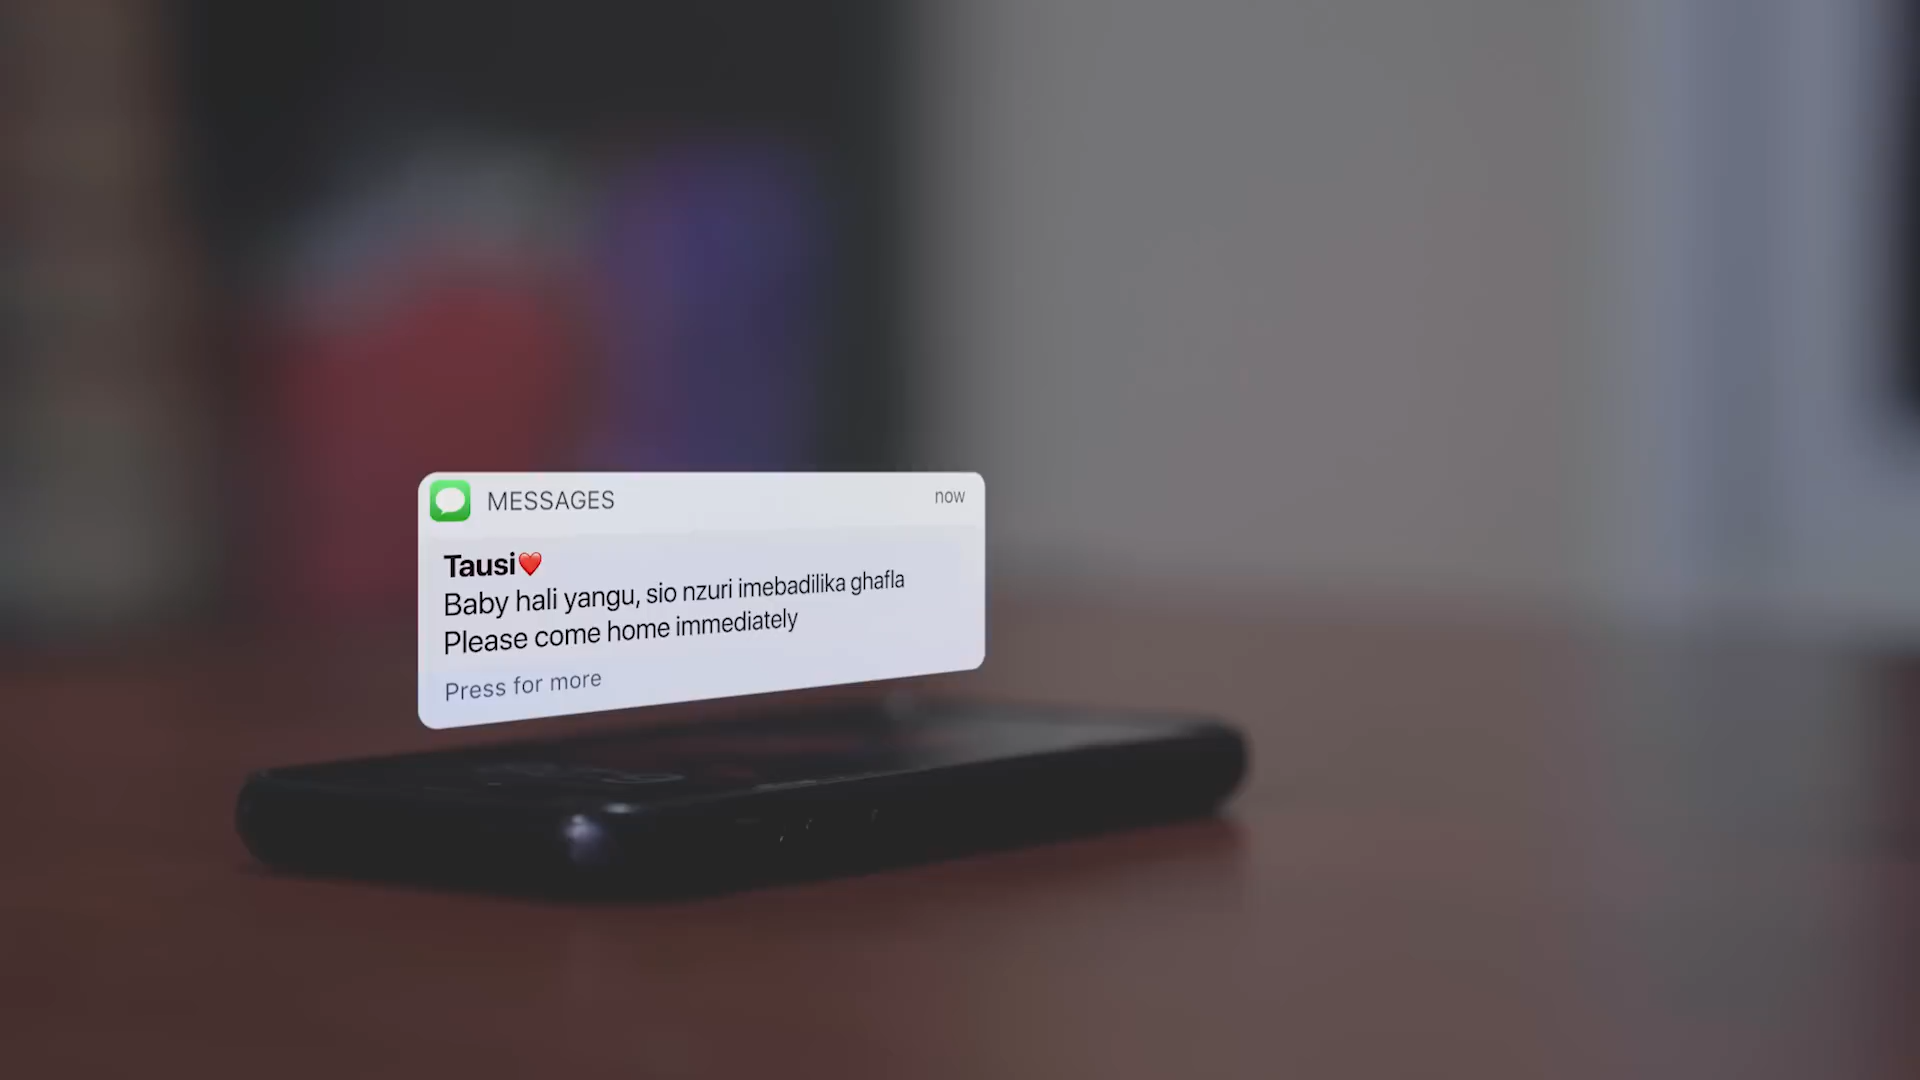 MESSAGES
now
Tausi❤️
Baby hali yangu, sio nzuri imebadilika ghafla
Please come home immediately
Press for more